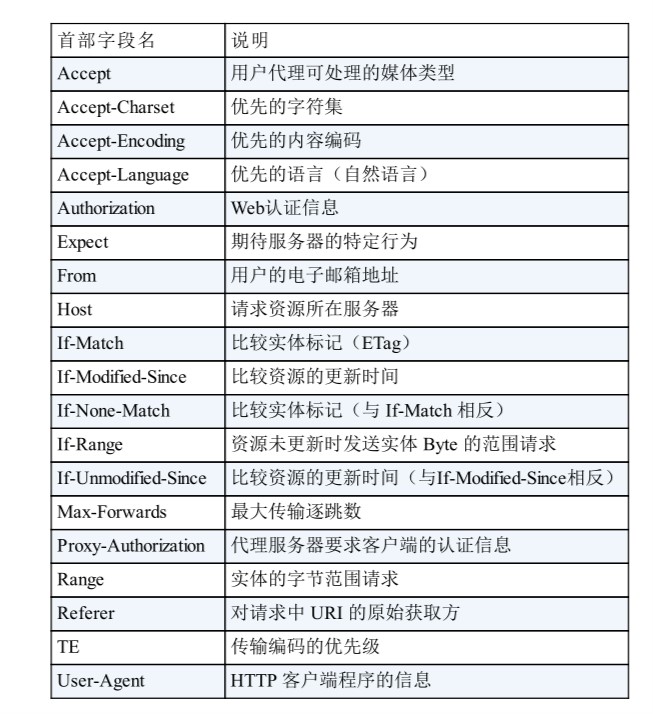 首部字段名 说明
Accept 用户代理可处理的媒体类型
Accept-Charset 优先的字符集
Accept-Encoding 优先的内容编码
Accept-Language 优先的语言（自然语言）
Authorization Web认证信息
Expect 期待服务器的特定行为
From 用户的电子邮箱地址
Host 请求资源所在服务器
If-Match 比较实体标记（ETag）
If-Modified-Since 比较资源的更新时间
If-None-Match 比较实体标记（与 If-Match 相反）
If-Range 资源未更新时发送实体 Byte 的范围请求
If-Unmodified-Since 比较资源的更新时间（与If-Modified-Since相反）
Max-Forwards 最大传输逐跳数
Proxy-Authorization 代理服务器要求客户端的认证信息
Range 实体的字节范围请求
Referer 对请求中 URI 的原始获取方
TE 传输编码的优先级
User-Agent HTTP 客户端程序的信息